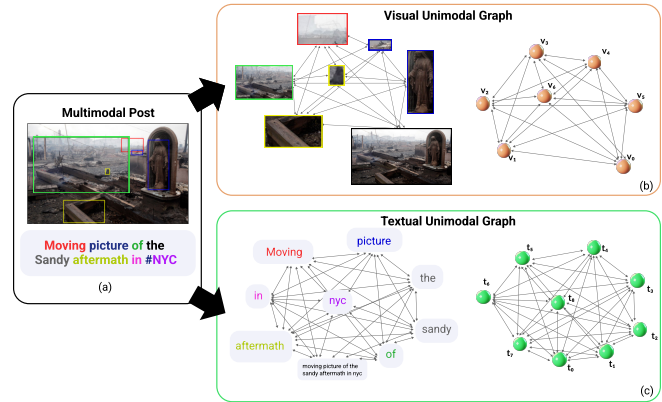 Multimodal Post
Moving picture of the
Sandy aftermath in #NYC
(a)
Visual Unimodal Graph
V3
V4
V2
V6
V5
V1
V0
(b)
Textual Unimodal Graph
Moving
picture
the
in
nyc
sandy
aftermath
of
moving picture of the
sandy aftermath in nyc
t5
t4
t3
t6
t8
t2
t7
t1
t0
(c)